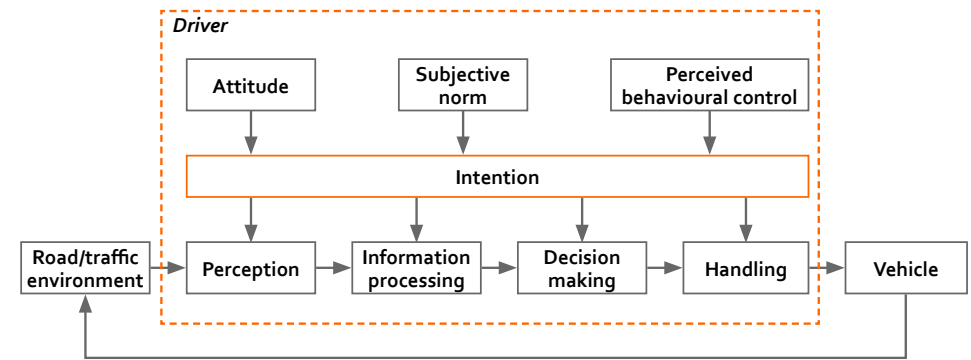 Driver
Attitude
Subjective
norm
Perceived
behavioural control
Intention
Road/traffic
environment
Perception
Information
processing
Decision
making
Handling
Vehicle